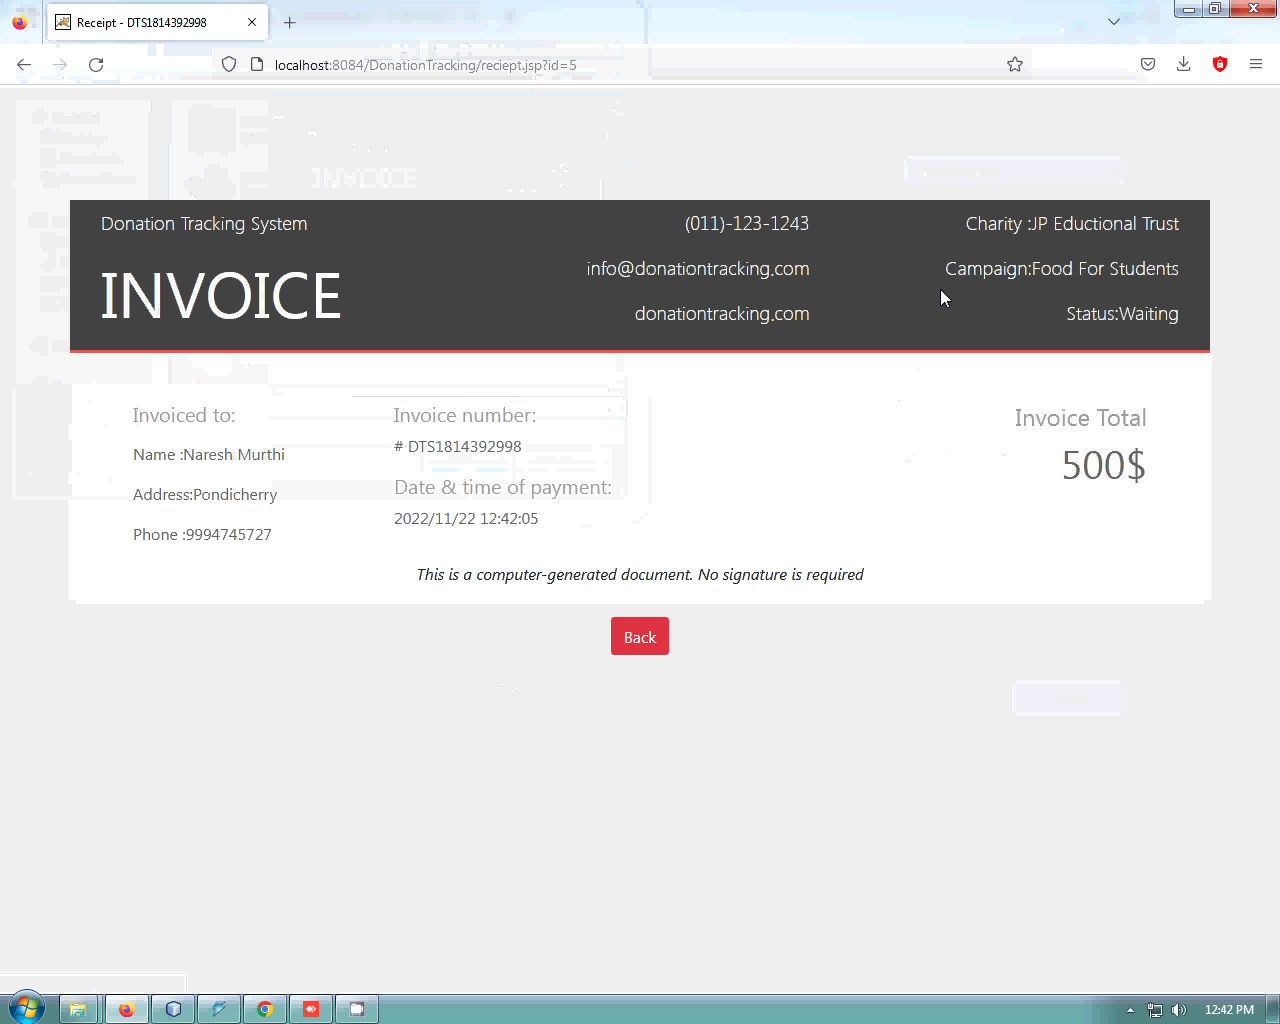 Receipt - DTS1814392998
localhost:8084/DonationTracking/reciept.jsp?id=5
Donation Tracking System
INVOICE
(011)-123-1243
info@donationtracking.com
donationtracking.com
Charity :JP Eductional Trust
Campaign:Food For Students
Status:Waiting
Invoiced to:
Name :Naresh Murthi
Address:Pondicherry
Phone :9994745727
Invoice number:
# DTS1814392998
Date & time of payment:
2022/11/22 12:42:05
Invoice Total
500$
This is a computer-generated document. No signature is required
Back
12:42 PM